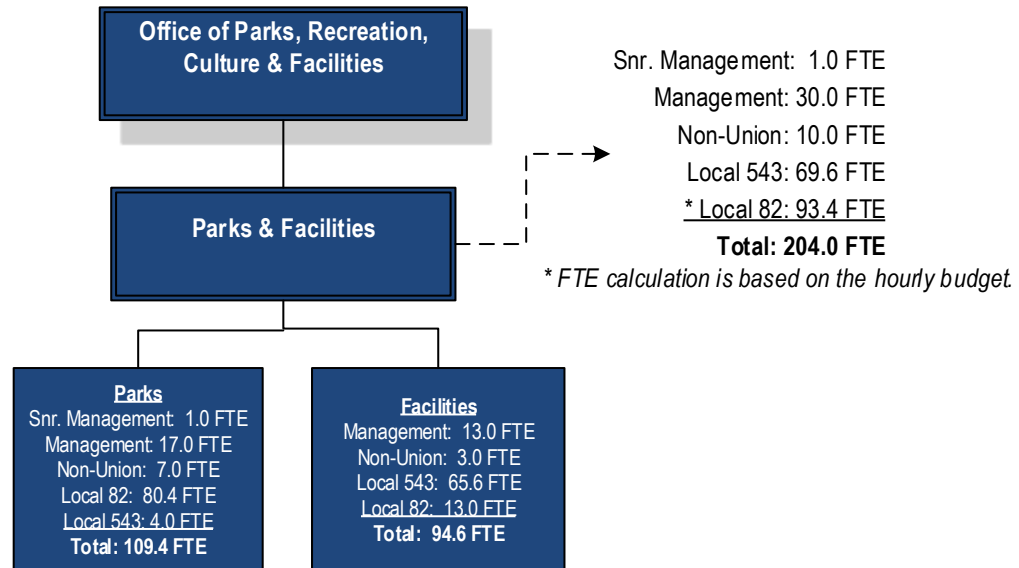 Office of Parks, Recreation,
Culture & Facilities
Snr. Management: 1.0 FTE
Management: 30.0 FTE
Non-Union: 10.0 FTE
Local 543: 69.6 FTE
* Local 82: 93.4 FTE
Total: 204.0 FTE
* FTE calculation is based on the hourly budget.
Parks & Facilities
Parks
Snr. Management: 1.0 FTE
Management: 17.0 FTE
Non-Union: 7.0 FTE
Local 82: 80.4 FTE
Local 543: 4.0 FTE
Total: 109.4 FTE
Facilities
Management: 13.0 FTE
Non-Union: 3.0 FTE
Local 543: 65.6 FTE
Local 82: 13.0 FTE
Total: 94.6 FTE